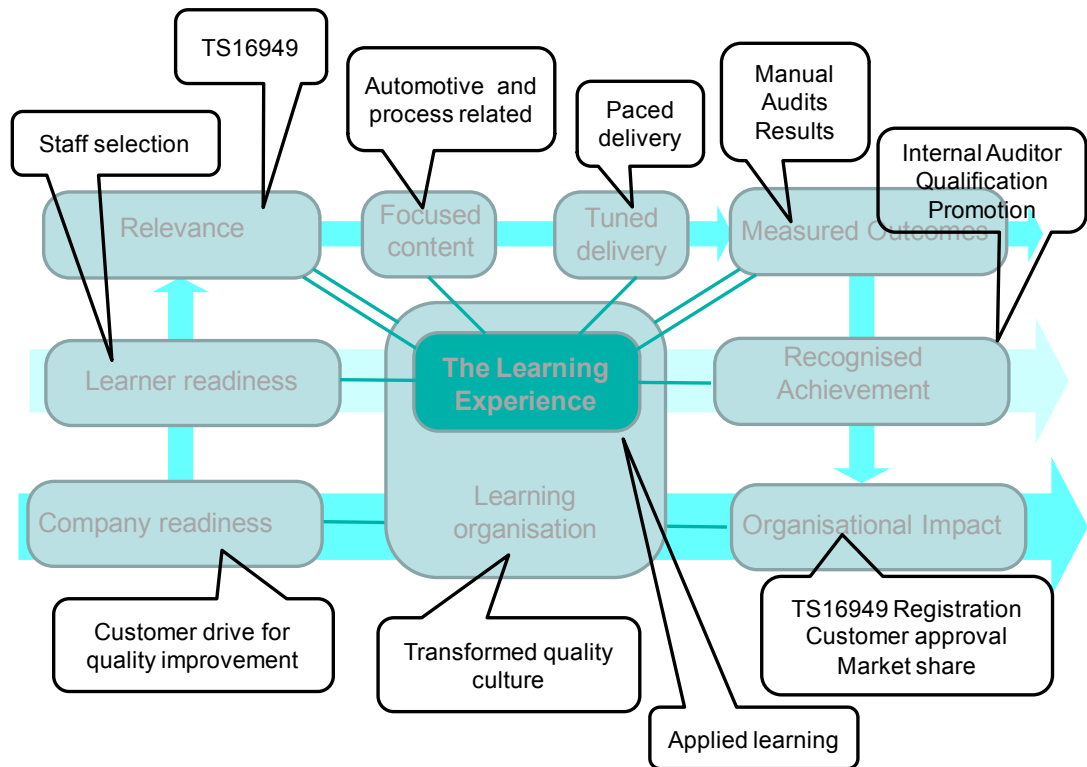 TS16949
Automotive and
process related
Manual
Audits
Results
Paced
delivery
Staff selection
Internal Auditor
Qualification
Promotion
Relevance
Focused
content
Tuned
delivery
Measured Outcomes
Learner readiness
The Learning
Experience
Recognised
Achievement
Company readiness
Learning
organisation
Organisational Impact
Customer drive for
quality improvement
Transformed quality
culture
TS16949 Registration
Customer approval
Market share
Applied learning